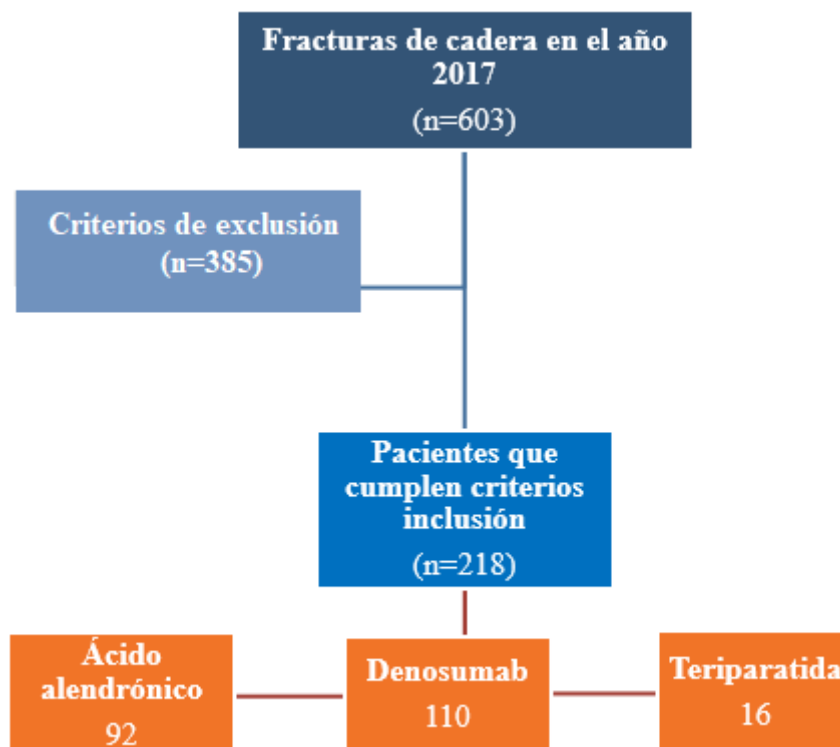 Fracturas de cadera en el año
2017
(n=603)
Criterios de exclusión
(n=385)
Pacientes que
cumplen criterios
inclusión
(n=218)
Ácido
alendrónico
92
Denosumab
110
Teriparatida
16